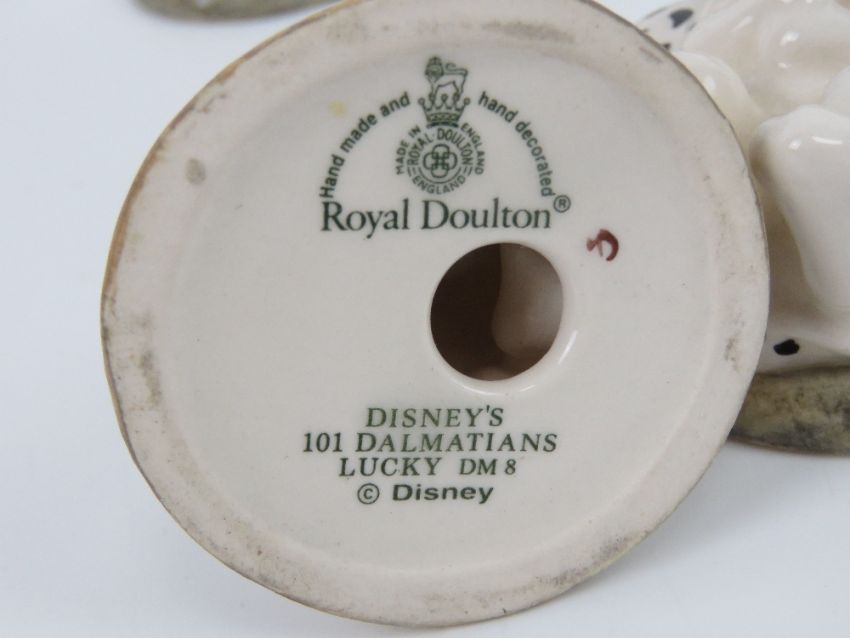 Hand made and hand decorated
MADE IN ENGLAND
ROYAL·DOULTON
ENGLAND
Royal Doulton®
DISNEY'S
101 DALMATIANS
LUCKY DM 8
© Disney